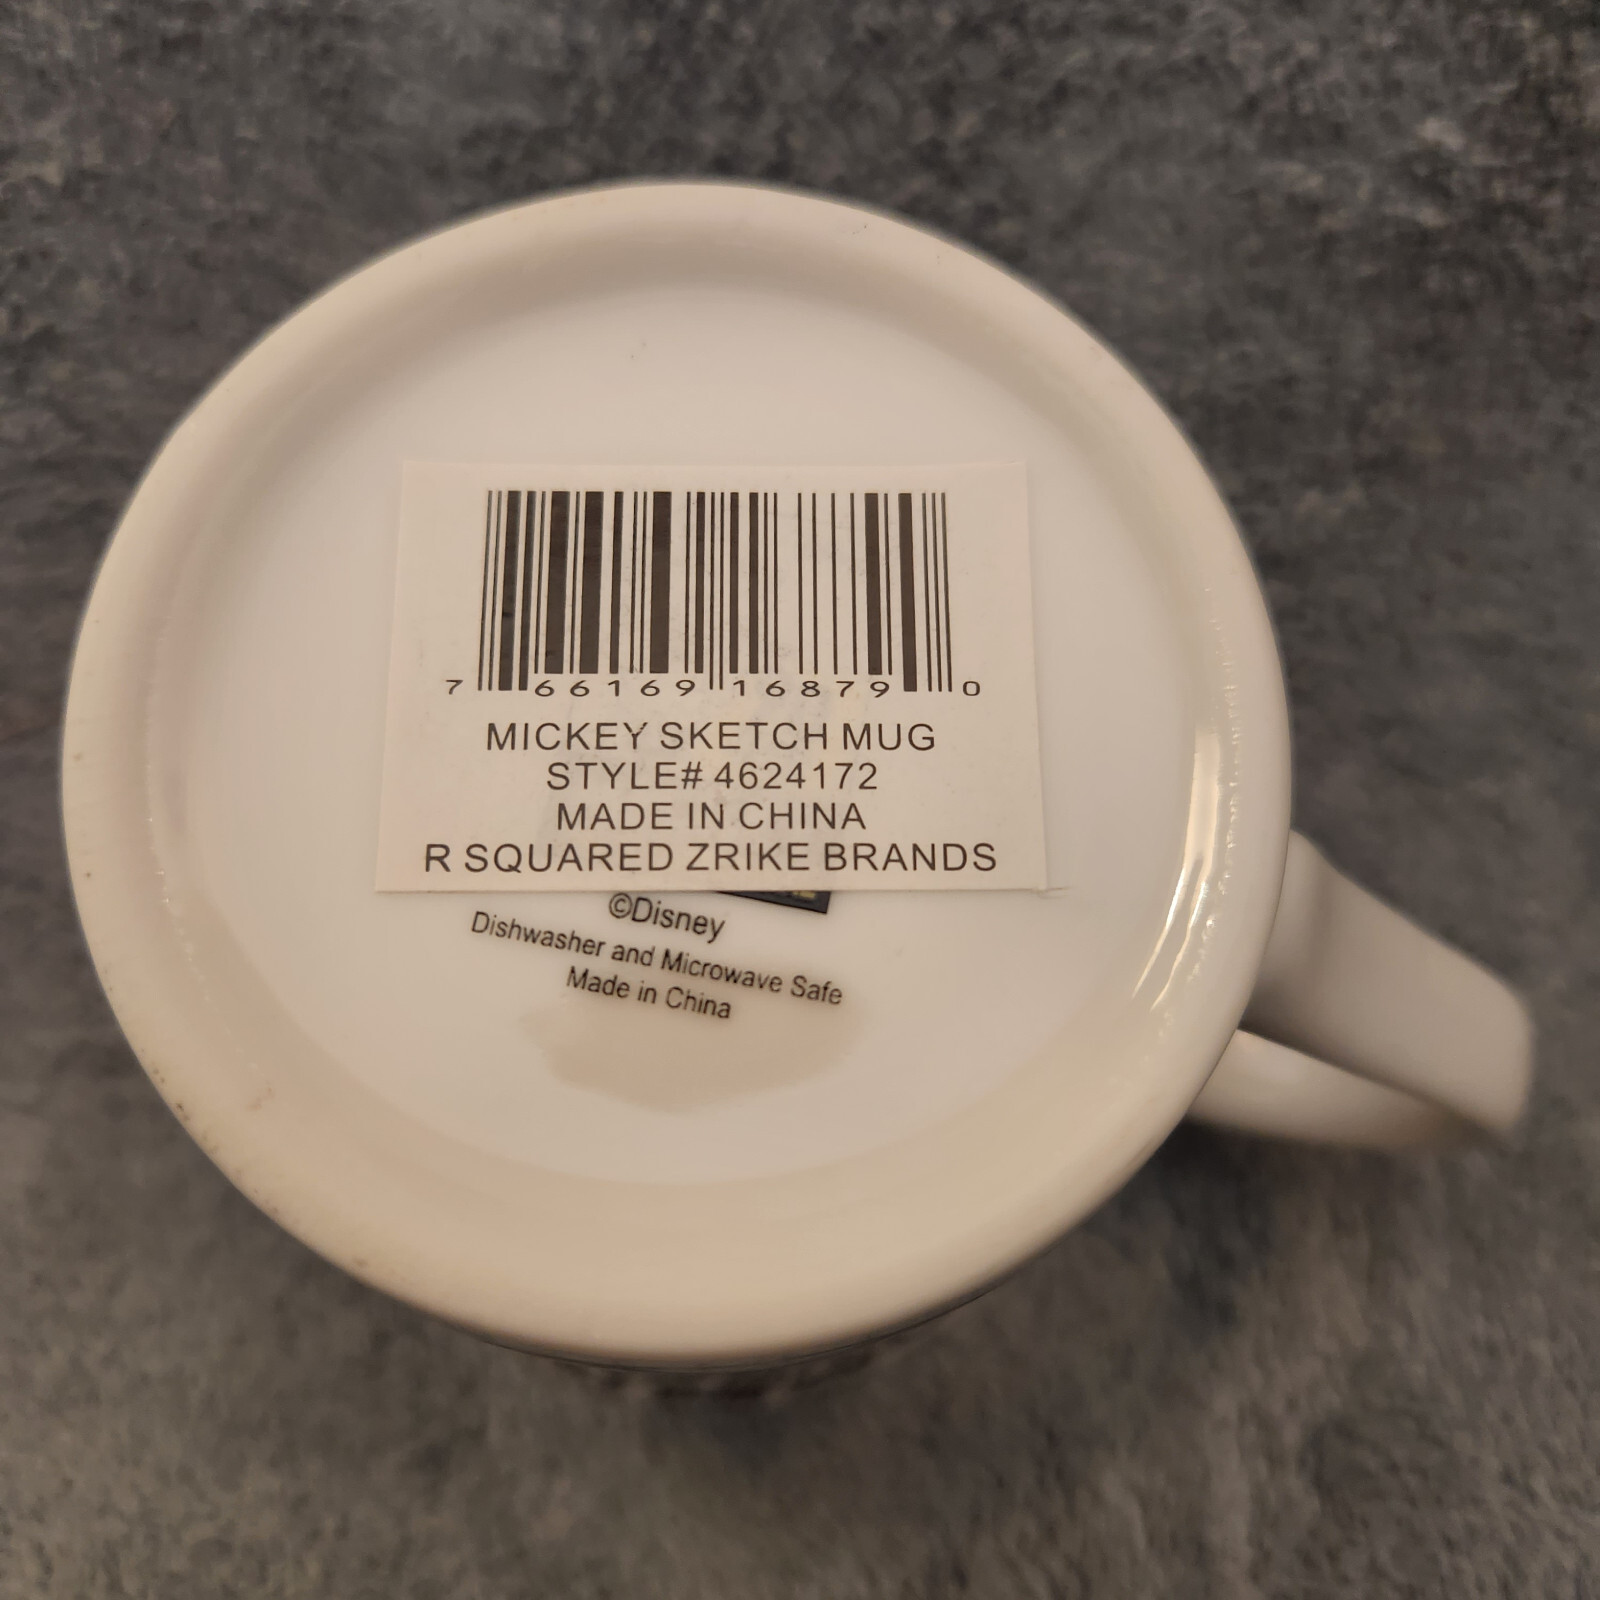 7 66169 16879 0
MICKEY SKETCH MUG
STYLE# 4624172
MADE IN CHINA
R SQUARED ZRIKE BRANDS
©Disney
Dishwasher and Microwave Safe
Made in China